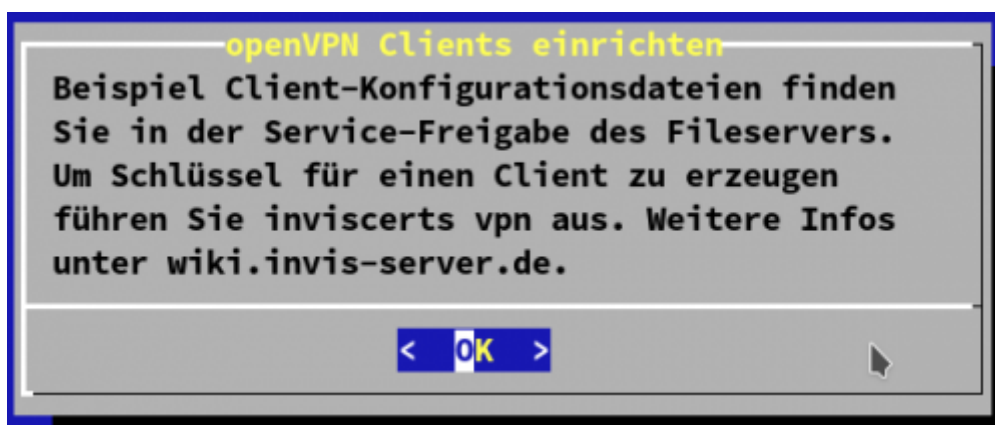 openVPN Clients einrichten
Beispiel Client-Konfigurationsdateien finden
Sie in der Service-Freigabe des Fileservers.
Um Schlüssel für einen Client zu erzeugen
führen Sie inviscerts vpn aus. Weitere Infos
unter wiki.invis-server.de.
< OK >